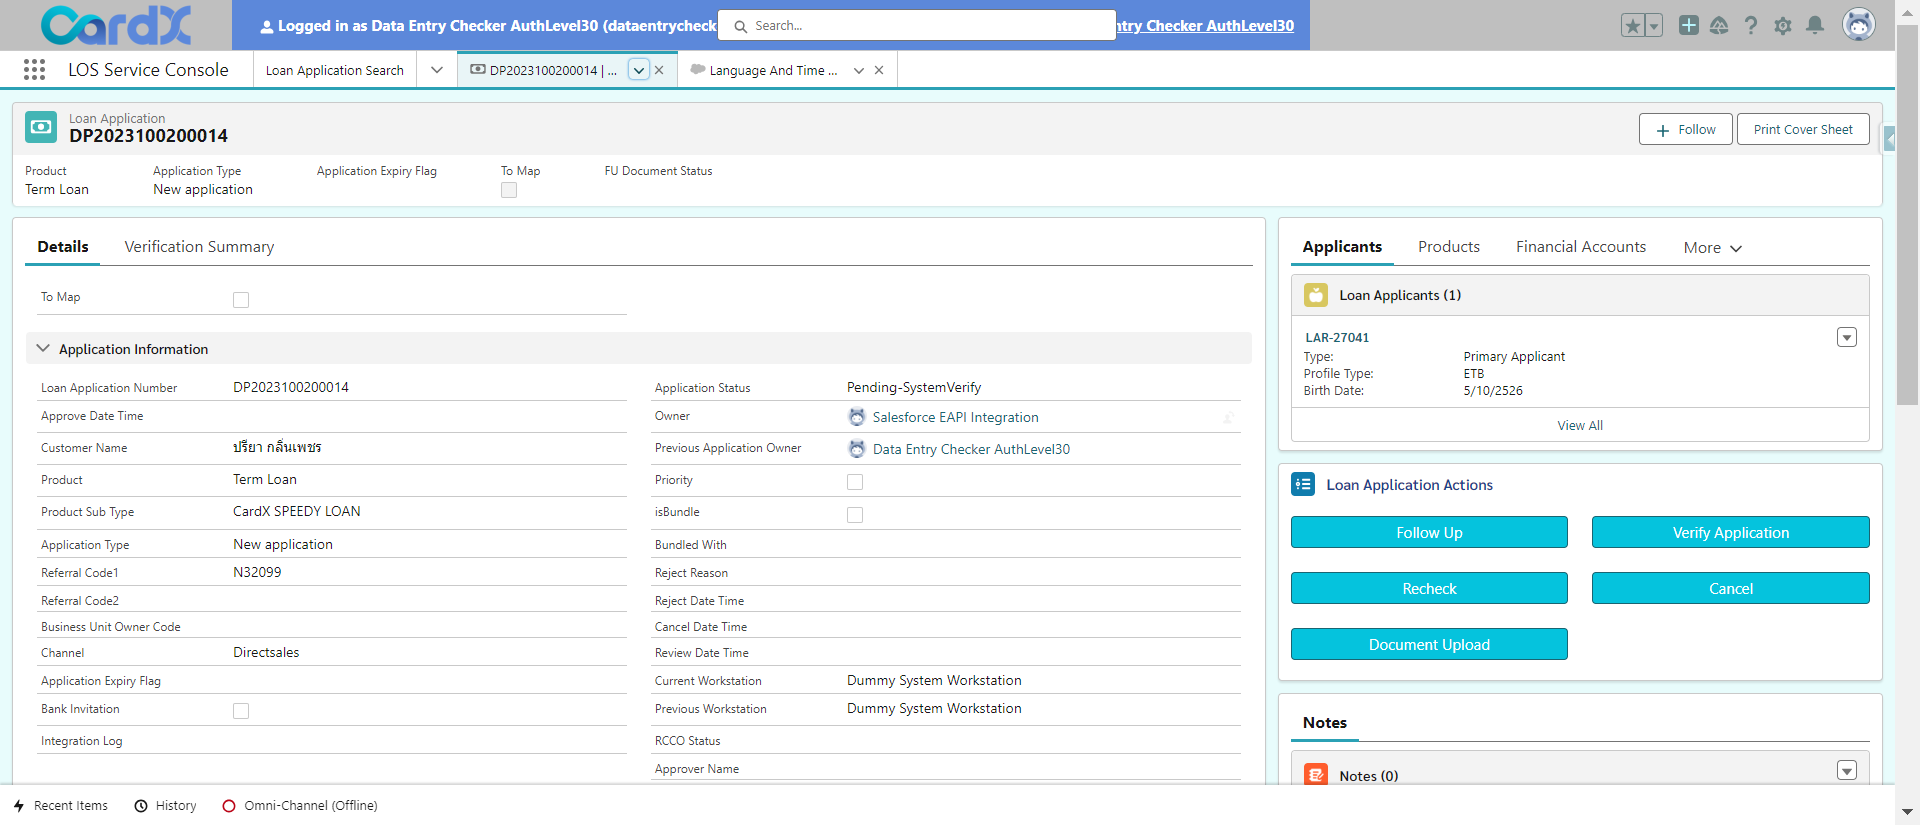 CardX
Logged in as Data Entry Checker AuthLevel30 (dataentrycheck
Search...
ntry Checker AuthLevel30
LOS Service Console
Loan Application Search
DP2023100200014 | ...
Language And Time ...
Loan Application
DP2023100200014
Follow
Print Cover Sheet
Product
Application Type
Application Expiry Flag
To Map
FU Document Status
Term Loan
New application
Details
Verification Summary
To Map
Application Information
Loan Application Number
DP2023100200014
Approve Date Time
Customer Name
ปรียา กลิ่นเพชร
Product
Term Loan
Product Sub Type
CardX SPEEDY LOAN
Application Type
New application
Referral Code1
N32099
Referral Code2
Business Unit Owner Code
Channel
Directsales
Application Expiry Flag
Bank Invitation
Integration Log
Application Status
Pending-SystemVerify
Owner
Salesforce EAPI Integration
Previous Application Owner
Data Entry Checker AuthLevel30
Priority
isBundle
Bundled With
Reject Reason
Reject Date Time
Cancel Date Time
Review Date Time
Current Workstation
Dummy System Workstation
Previous Workstation
Dummy System Workstation
RCCO Status
Approver Name
Applicants
Products
Financial Accounts
More
Loan Applicants (1)
LAR-27041
Type:
Primary Applicant
Profile Type:
ETB
Birth Date:
5/10/2526
View All
Loan Application Actions
Follow Up
Verify Application
Recheck
Cancel
Document Upload
Notes
Notes (0)
Recent Items
History
Omni-Channel (Offline)